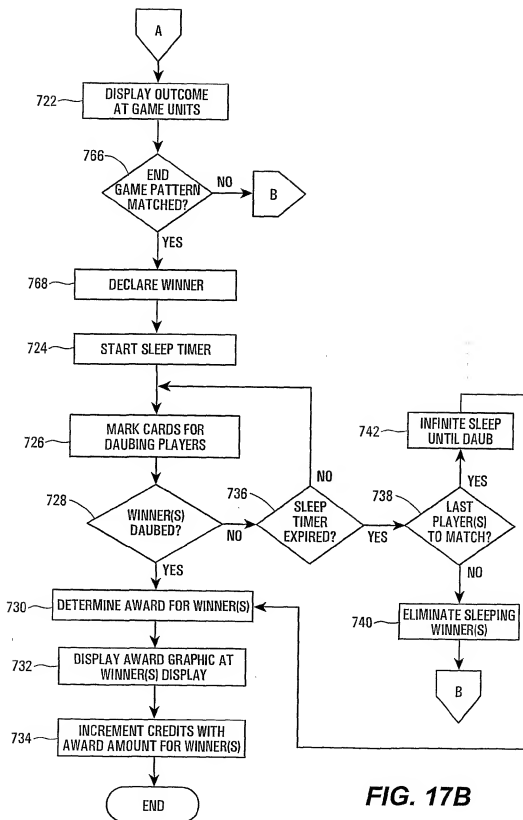 A
722
DISPLAY OUTCOME
AT GAME UNITS
766
END
GAME PATTERN
MATCHED?
NO
B
YES
768
DECLARE WINNER
724
START SLEEP TIMER
726
MARK CARDS FOR
DAUBING PLAYERS
742
INFINITE SLEEP
UNTIL DAUB
728
WINNER(S)
DAUBED?
NO
YES
736
SLEEP
TIMER
EXPIRED?
NO
YES
738
LAST
PLAYER(S)
TO MATCH?
YES
NO
730
DETERMINE AWARD FOR WINNER(S)
740
ELIMINATE SLEEPING
WINNER(S)
B
732
DISPLAY AWARD GRAPHIC AT
WINNER(S) DISPLAY
734
INCREMENT CREDITS WITH
AWARD AMOUNT FOR WINNER(S)
END
FIG. 17B